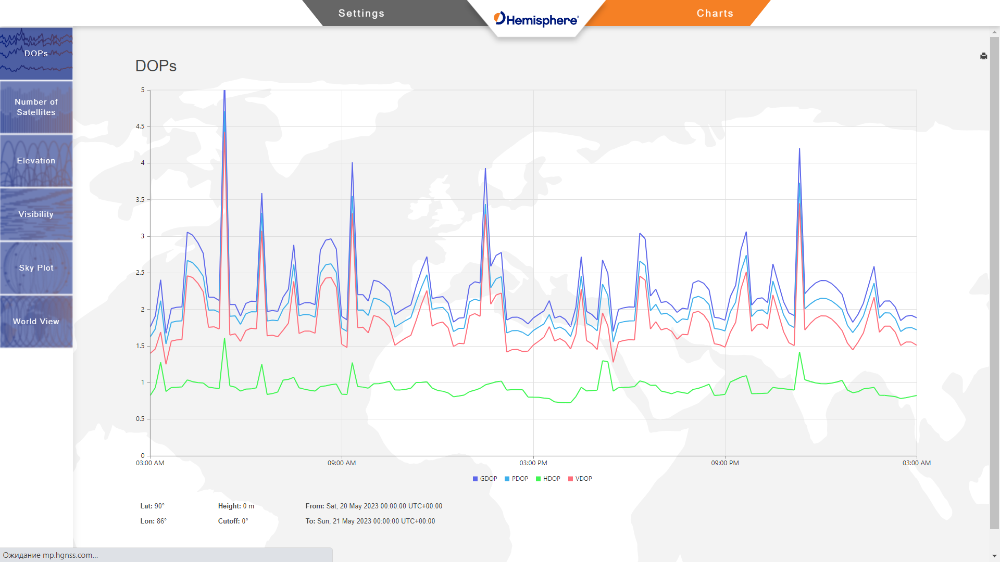 Settings
Hemisphere
Charts
DOPs
Number of
Satellites
Elevation
Visibility
Sky Plot
World View
DOPs
5
4.5
4
3.5
3
2.5
2
1.5
1
0.5
0
03:00 AM
09:00 AM
03:00 PM
09:00 PM
03:00 AM
GDOP PDOP HDOP VDOP
Lat: 90° Height: 0 m From: Sat, 20 May 2023 00:00:00 UTC+00:00
Lon: 86° Cutoff: 0° To: Sun, 21 May 2023 00:00:00 UTC+00:00
Ожидание mp.hgnss.com...